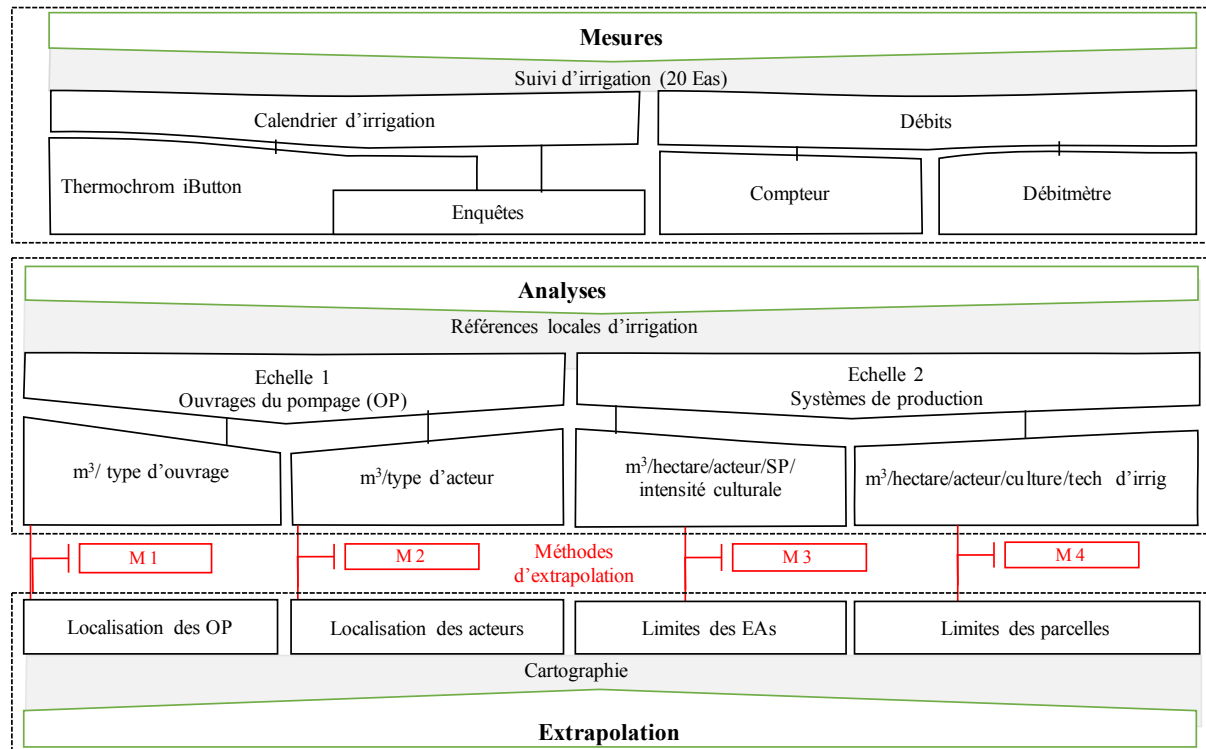 Mesures
Suivi d'irrigation (20 Eas)
Calendrier d'irrigation
Débits
Thermochrom iButton
Enquêtes
Compteur
Débitmètre
Analyses
Références locales d'irrigation
Echelle 1
Ouvrages du pompage (OP)
Echelle 2
Systèmes de production
m³/ type d'ouvrage
m³/type d'acteur
m³/hectare/acteur/SP/
intensité culturale
m³/hectare/acteur/culture/tech d'irrig
M 1
M 2
Méthodes
d'extrapolation
M 3
M 4
Localisation des OP
Localisation des acteurs
Limites des EAs
Limites des parcelles
Cartographie
Extrapolation